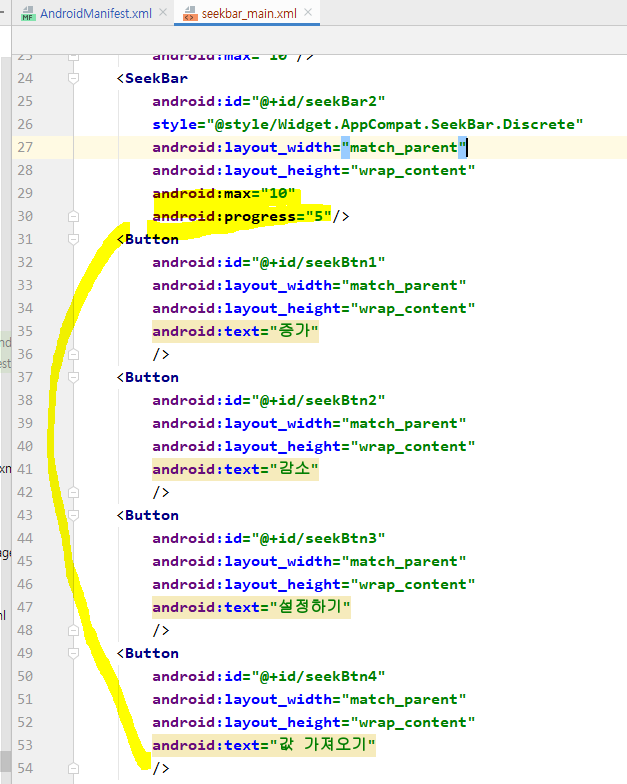 AndroidManifest.xml
seekbar_main.xml
23 android:max="10"/>
24 <SeekBar
25 android:id="@+id/seekBar2"
26 style="@style/Widget.AppCompat.SeekBar.Discrete"
27 android:layout_width="match_parent"
28 android:layout_height="wrap_content"
29 android:max="10"
30 android:progress="5"/>
31 <Button
32 android:id="@+id/seekBtn1"
33 android:layout_width="match_parent"
34 android:layout_height="wrap_content"
35 android:text="증가"
36 />
37 <Button
38 android:id="@+id/seekBtn2"
39 android:layout_width="match_parent"
40 android:layout_height="wrap_content"
41 android:text="감소"
42 />
43 <Button
44 android:id="@+id/seekBtn3"
45 android:layout_width="match_parent"
46 android:layout_height="wrap_content"
47 android:text="설정하기"
48 />
49 <Button
50 android:id="@+id/seekBtn4"
51 android:layout_width="match_parent"
52 android:layout_height="wrap_content"
53 android:text="값 가져오기"
54 />